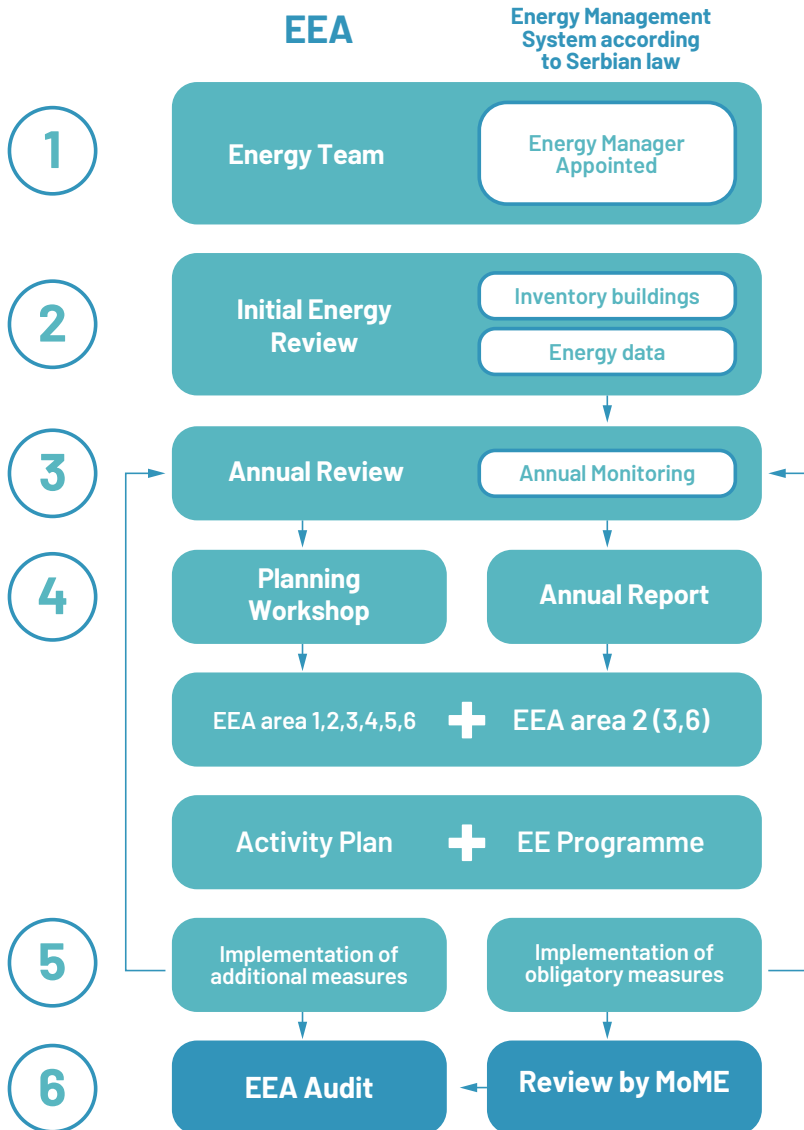 EEA
Energy Management
System according
to Serbian law
1
Energy Team
Energy Manager
Appointed
2
Initial Energy
Review
Inventory buildings
Energy data
3
Annual Review
Annual Monitoring
4
Planning
Workshop
Annual Report
EEA area 1,2,3,4,5,6
+
EEA area 2 (3,6)
Activity Plan
+
EE Programme
5
Implementation of
additional measures
Implementation of
obligatory measures
6
EEA Audit
Review by MoME